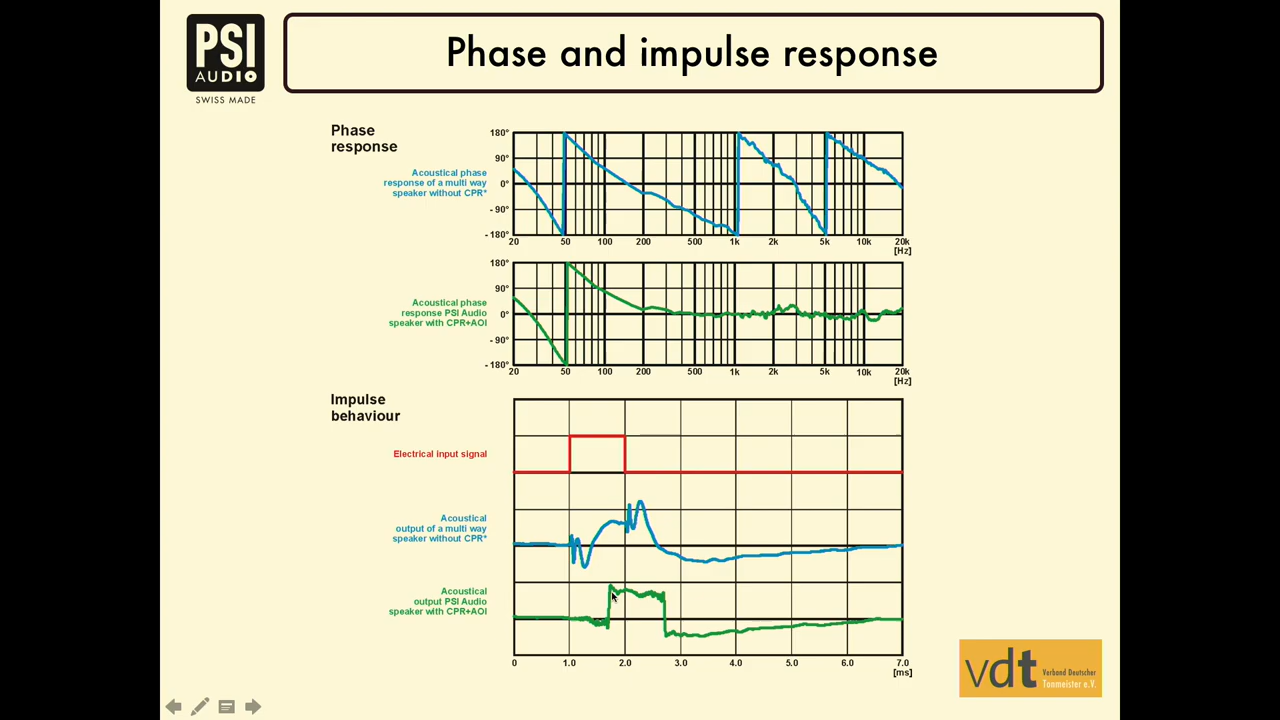 PSI
AUDIO
SWISS MADE
Phase and impulse response
Phase
response
Acoustical phase
response of a multi way
speaker without CPR*
180°
90°
0°
- 90°
- 180°
20 50 100 200 500 1k 2k 5k 10k 20k
[Hz]
Acoustical phase
response PSI Audio
speaker with CPR+AOI
180°
90°
0°
- 90°
- 180°
20 50 100 200 500 1k 2k 5k 10k 20k
[Hz]
Impulse
behaviour
Electrical input signal
Acoustical
output of a multi way
speaker without CPR*
Acoustical
output PSI Audio
speaker with CPR+AOI
0 1.0 2.0 3.0 4.0 5.0 6.0 7.0
[ms]
vdt
Verband Deutscher
Tonmeister e.V.